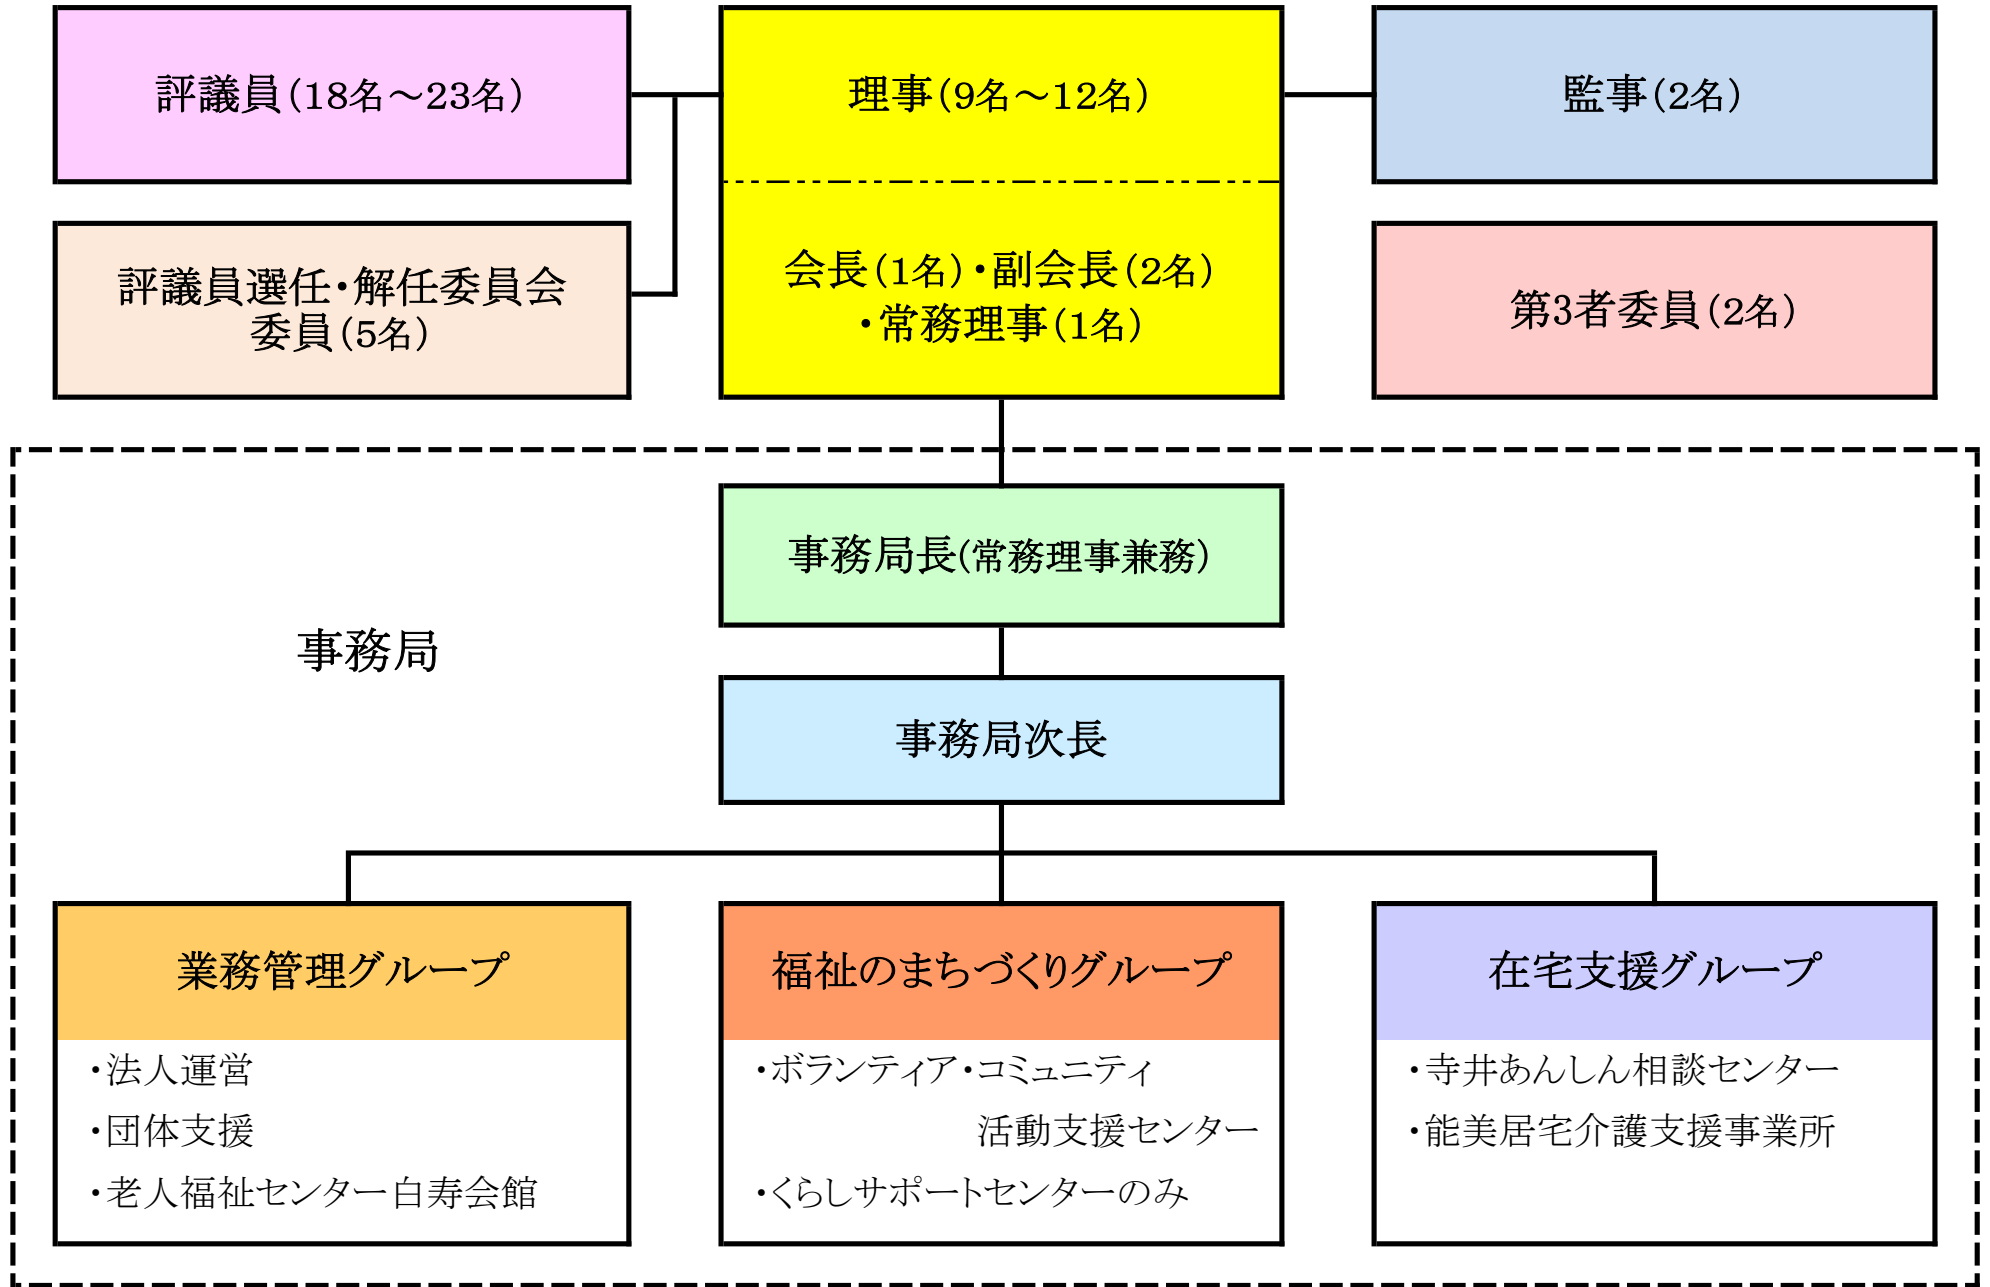 評議員(18名～23名)
理事(9名～12名)
監事(2名)
評議員選任・解任委員会
委員(5名)
会長(1名)・副会長(2名)
・常務理事(1名)
第3者委員(2名)
事務局長(常務理事兼務)
事務局
事務局次長
業務管理グループ
・法人運営
・団体支援
・老人福祉センター白寿会館
福祉のまちづくりグループ
・ボランティア・コミュニティ
活動支援センター
・くらしサポートセンターのみ
在宅支援グループ
・寺井あんしん相談センター
・能美居宅介護支援事業所